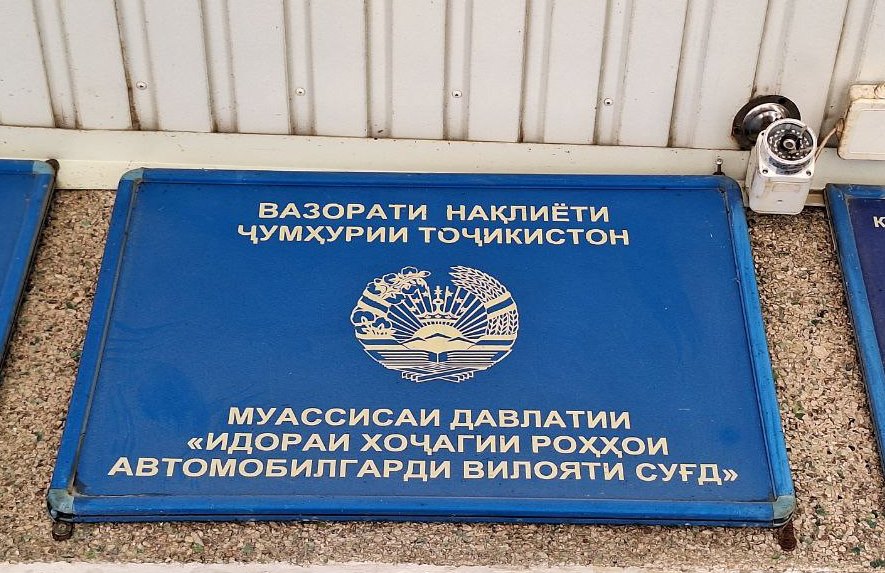 ВАЗОРАТИ НАҚЛИЁТИ
ҶУМҲУРИИ ТОҶИКИСТОН
МУАССИСАИ ДАВЛАТИИ
«ИДОРАИ ХОҶАГИИ РОҲҲОИ
АВТОМОБИЛГАРДИ ВИЛОЯТИ СУҒД»